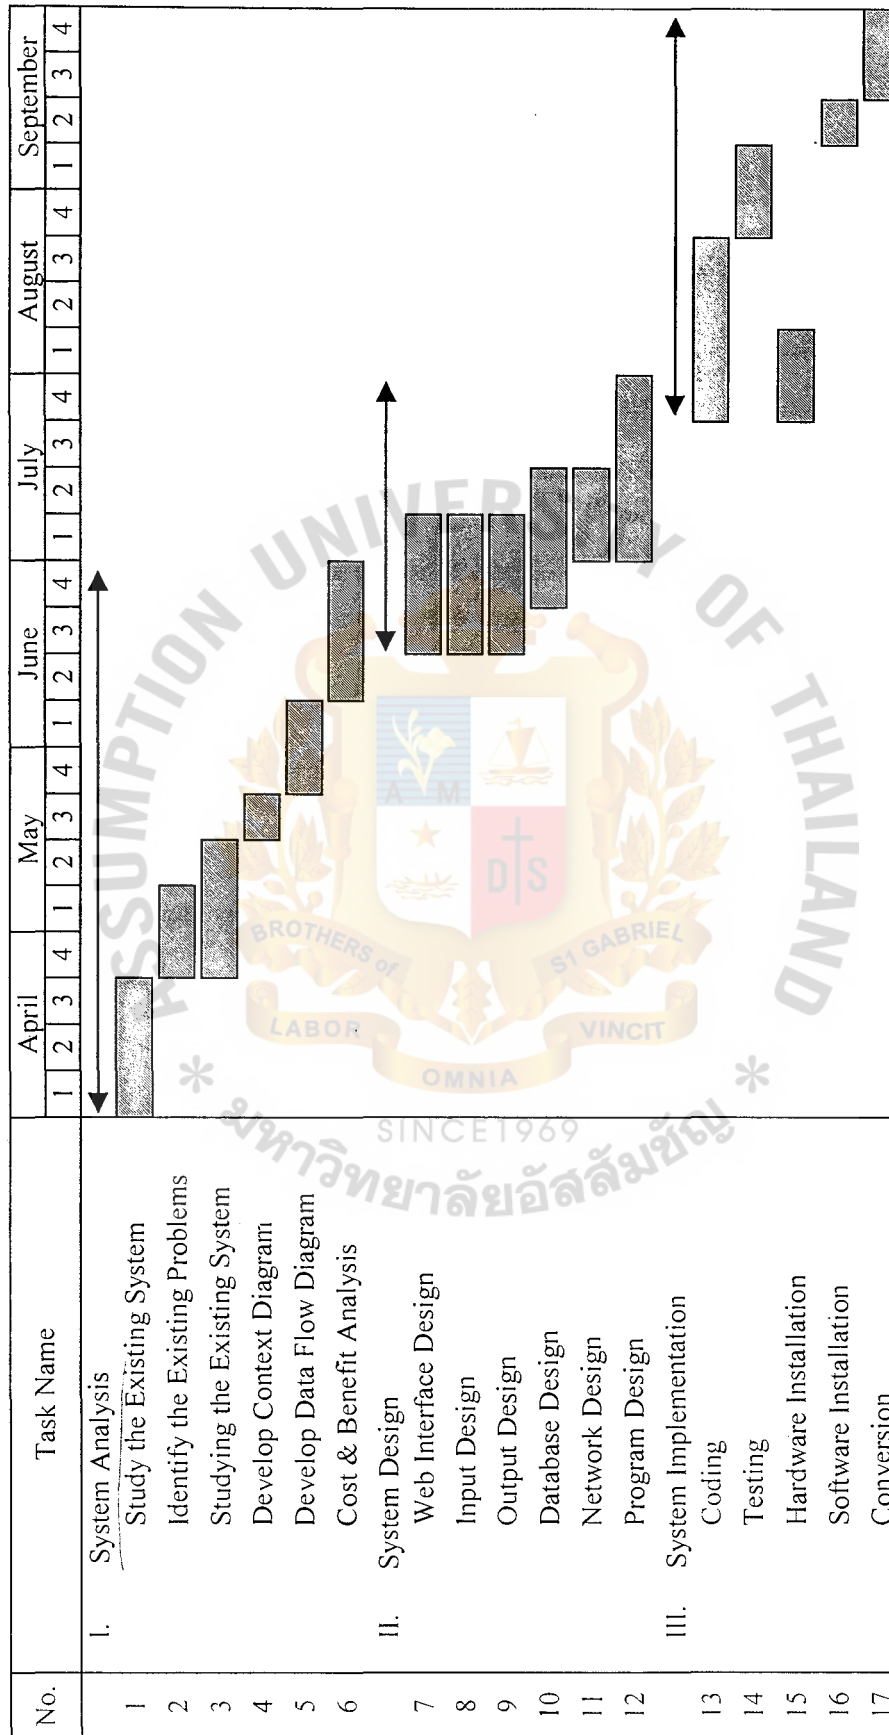 No. Task Name April May June July August September
1 2 3 4 1 2 3 4 1 2 3 4 1 2 3 4 1 2 3 4 1 2 3 4
I. System Analysis
1 Study the Existing System
2 Identify the Existing Problems
3 Studying the Existing System
4 Develop Context Diagram
5 Develop Data Flow Diagram
6 Cost & Benefit Analysis
II. System Design
7 Web Interface Design
8 Input Design
9 Output Design
10 Database Design
11 Network Design
12 Program Design
III. System Implementation
13 Coding
14 Testing
15 Hardware Installation
16 Software Installation
17 Conversion
ASSUMPTION UNIVERSITY OF THAILAND
A M
D S
BROTHERS of ST GABRIEL
LABOR OMNIA VINCIT
SINCE1969
มหาวิทยาลัยอัสสัมชัญ